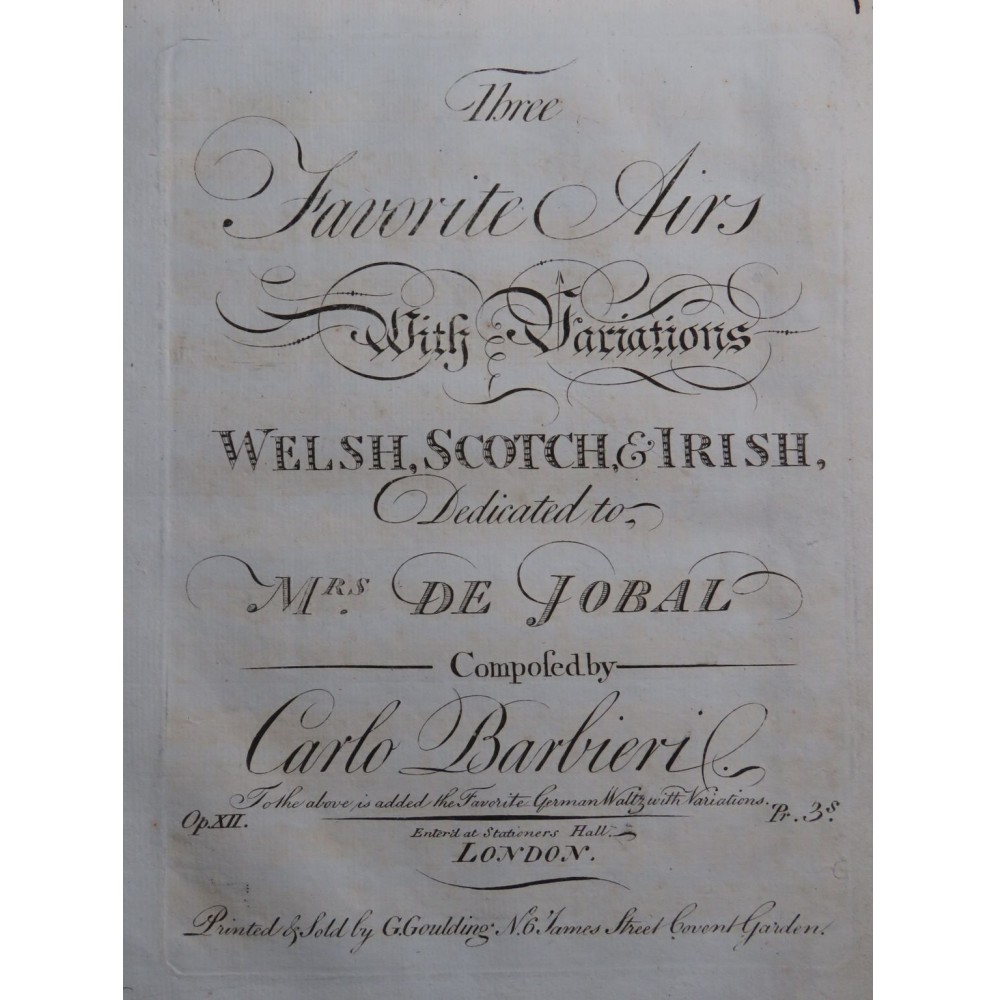 Three
Favorite Airs
With Variations
WELSH, SCOTCH, & IRISH,
Dedicated to
MRS. DE JOBAL
Compoſed by
Carlo Barbieri.
To the above is added the Favorite German Waltz with Variations.
Op. XII. Pr. 3s.
Enter'd at Stationers Hall.
LONDON.
Printed & Sold by G. Goulding No. 6 James Street Covent Garden.